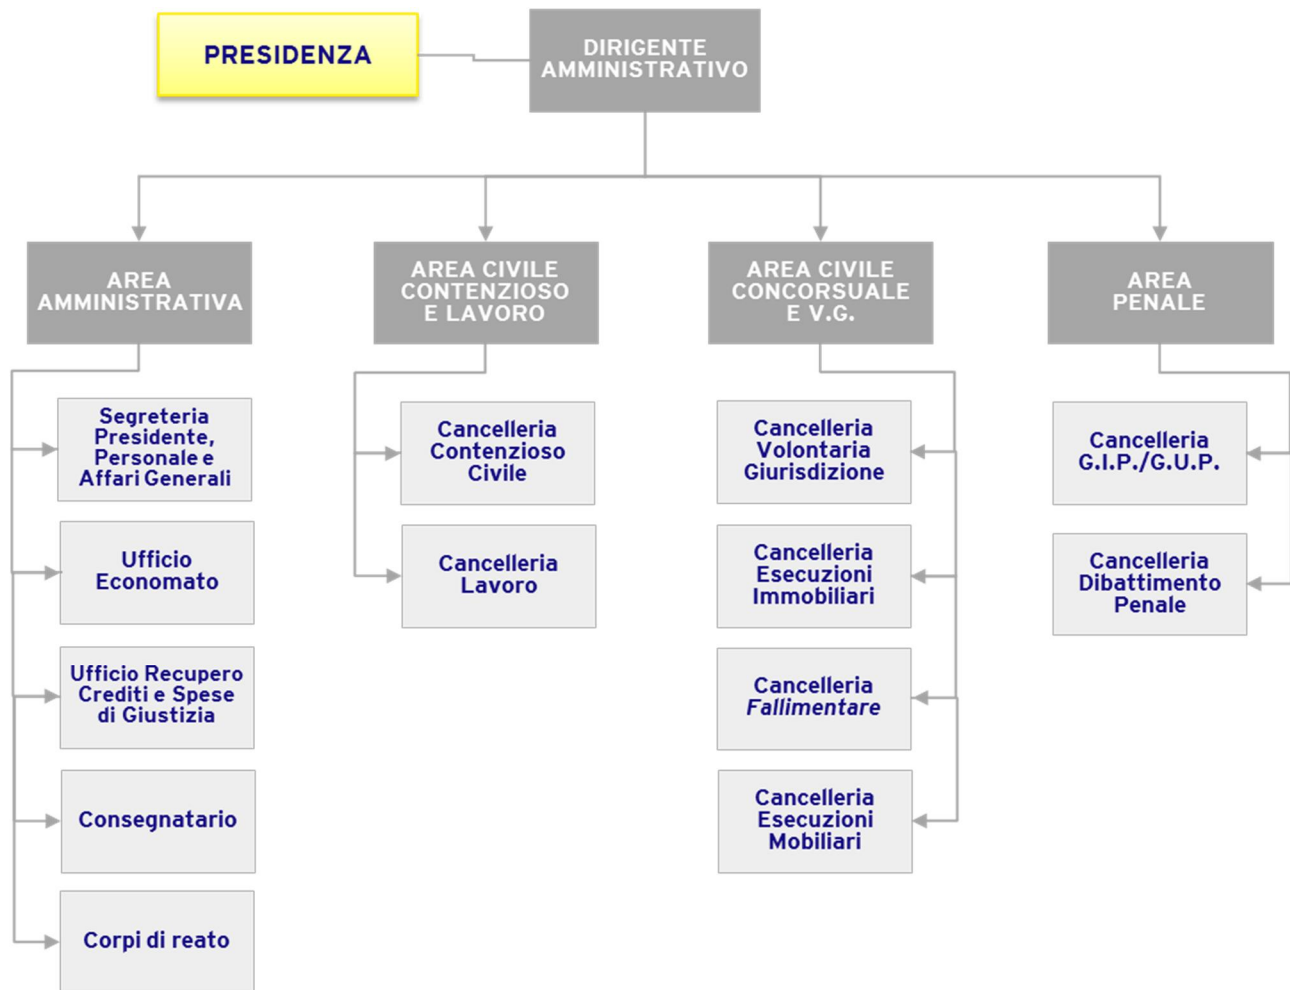 PRESIDENZA
DIRIGENTE
AMMINISTRATIVO
AREA
AMMINISTRATIVA
AREA CIVILE
CONTENZIOSO
E LAVORO
AREA CIVILE
CONCORSUALE
E V.G.
AREA
PENALE
Segreteria
Presidente,
Personale e
Affari Generali
Ufficio
Economato
Ufficio Recupero
Crediti e Spese
di Giustizia
Consegnatario
Corpi di reato
Cancelleria
Contenzioso
Civile
Cancelleria
Lavoro
Cancelleria
Volontaria
Giurisdizione
Cancelleria
Esecuzioni
Immobiliari
Cancelleria
Fallimentare
Cancelleria
Esecuzioni
Mobiliari
Cancelleria
G.I.P./G.U.P.
Cancelleria
Dibattimento
Penale